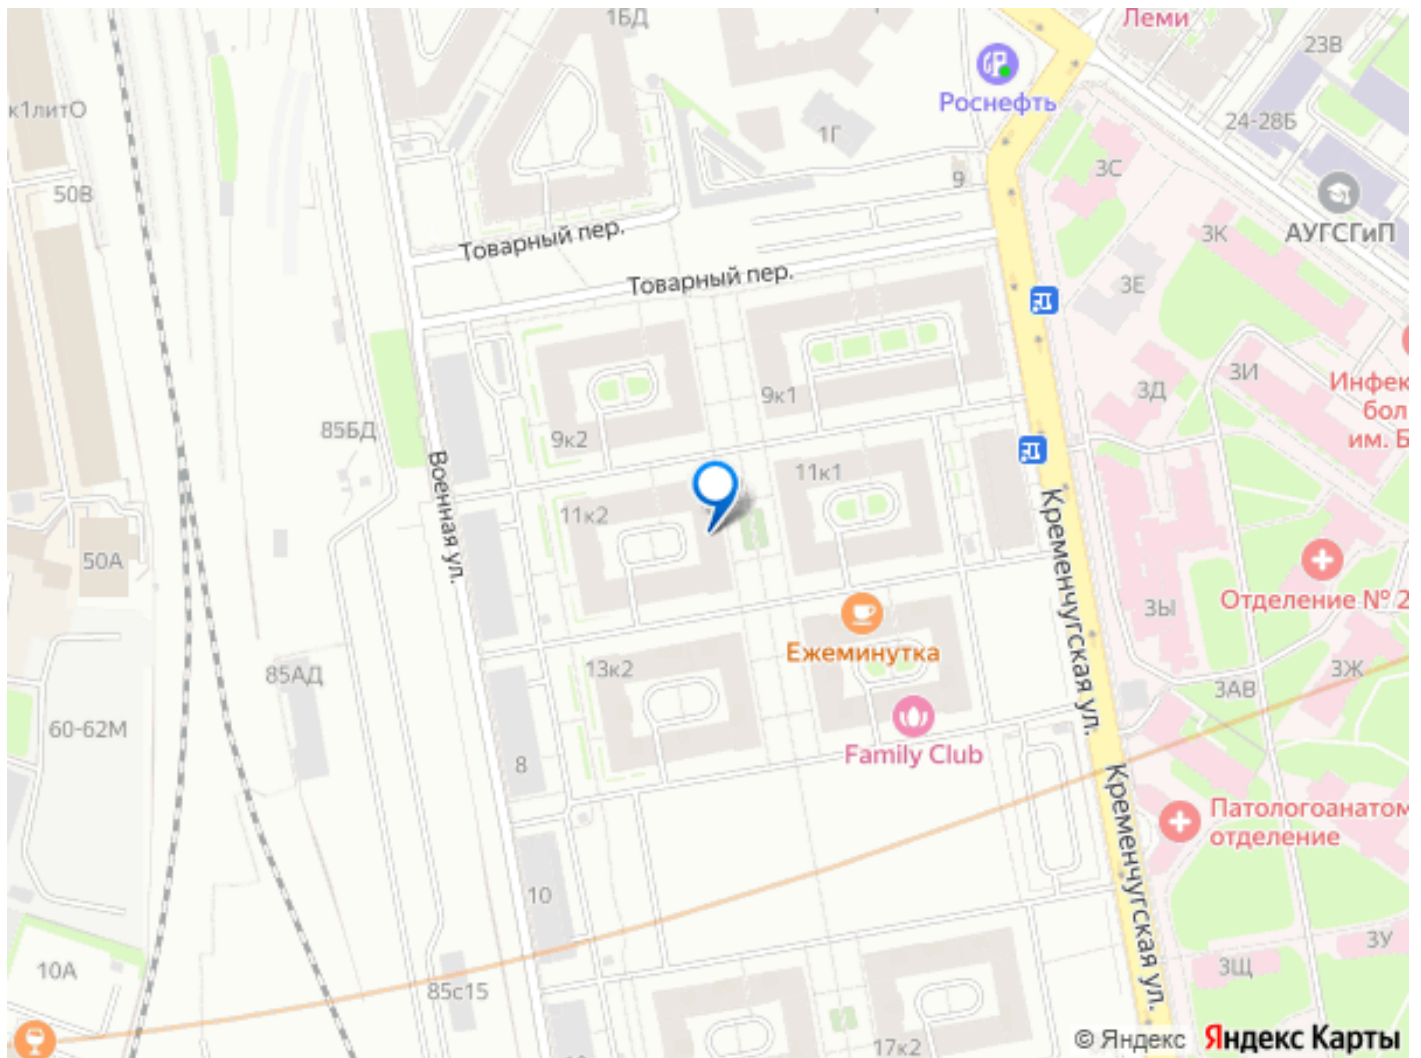 Леми
1БД
23В
Роснефть
24-28Б
к1литО
1Г
3С
50В
9
АУГСГиП
3К
Товарный пер.
Товарный пер.
3Е
3И
3Д
Инфек
бол
им. Б
9к1
85БД
9к2
Военная ул.
11к1
11к2
Кременчугская ул.
50А
Отделение № 2
3Ы
Ежеминутка
13к2
85АД
3Ж
3АВ
60-62М
Family Club
8
Кременчугская ул.
Патологоанатом
отделение
10
3У
10А
3Щ
85с15
17к2
© Яндекс Яндекс Карты